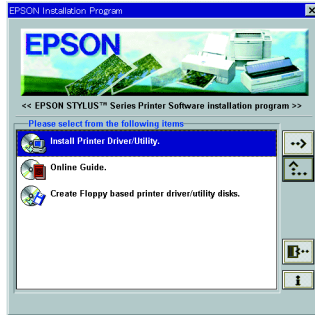 EPSON Installation Program
EPSON
<< EPSON STYLUS™ Series Printer Software installation program >>
Please select from the following items
Install Printer Driver/Utility.
Online Guide.
Create Floppy based printer driver/utility disks.